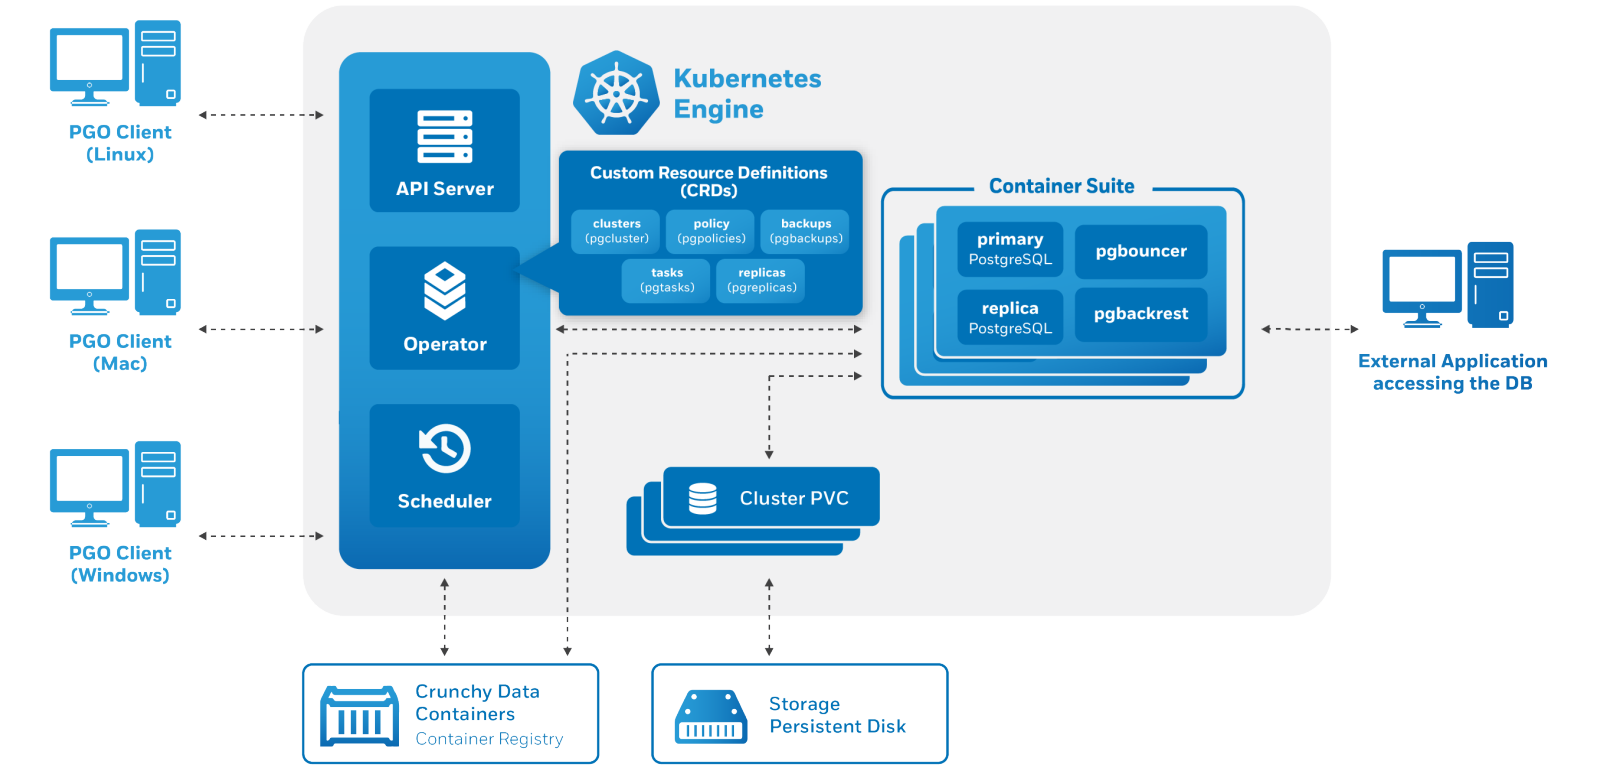 PGO Client
(Linux)
PGO Client
(Mac)
PGO Client
(Windows)
API Server
Operator
Scheduler
Kubernetes
Engine
Custom Resource Definitions
(CRDs)
clusters
(pgcluster)
policy
(pgpolicies)
backups
(pgbackups)
tasks
(pgtasks)
replicas
(pgreplicas)
Container Suite
primary
PostgreSQL
pgbouncer
replica
PostgreSQL
pgbackrest
External Application
accessing the DB
Cluster PVC
Crunchy Data
Containers
Container Registry
Storage
Persistent Disk